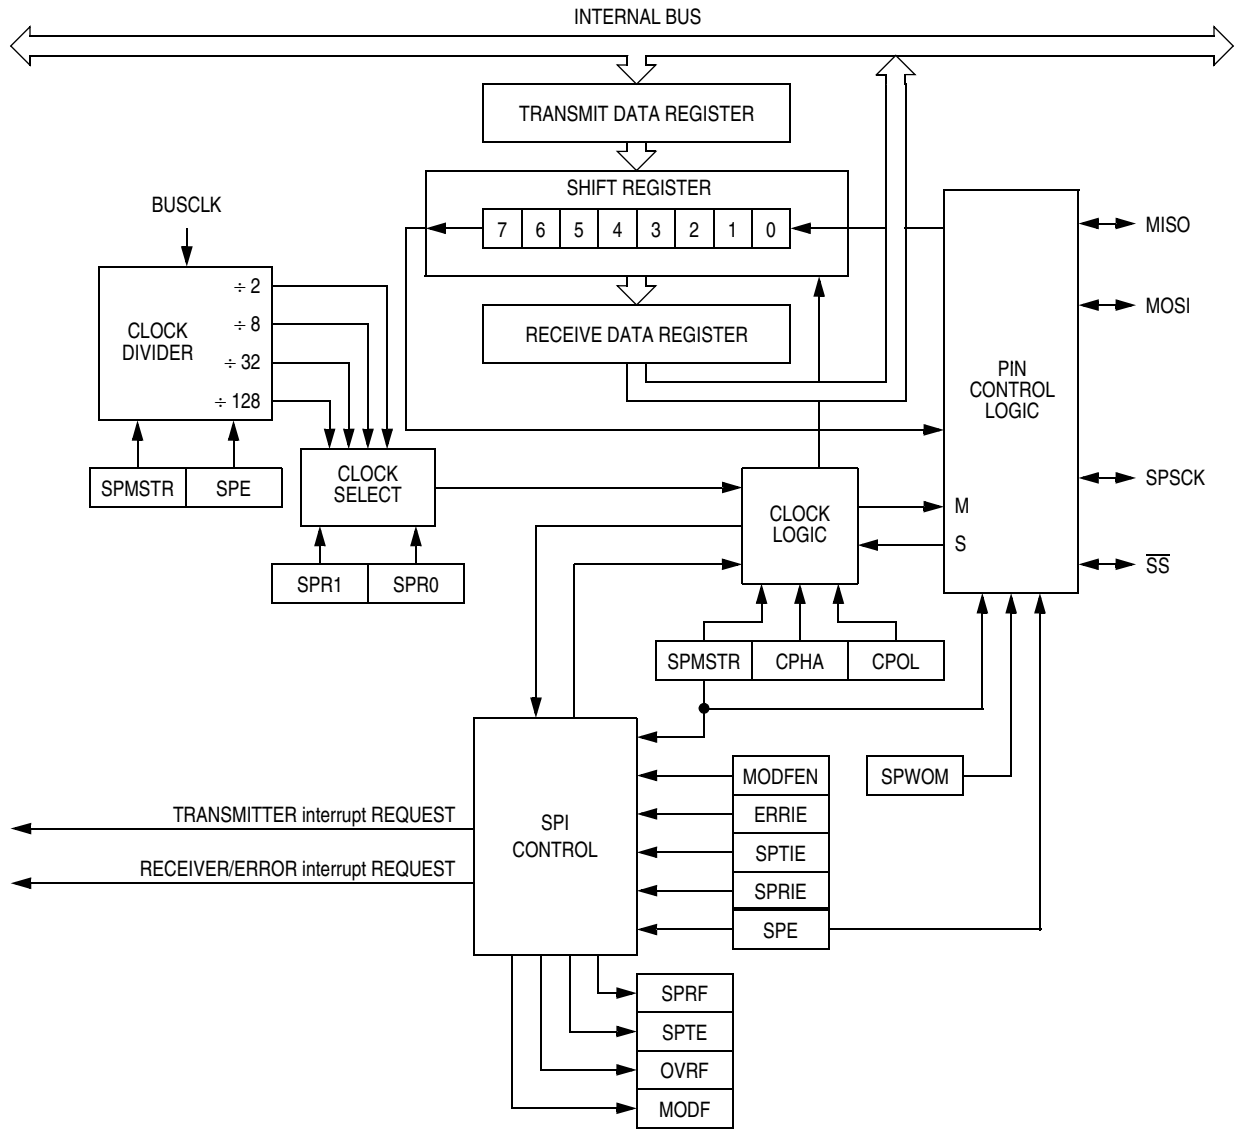 INTERNAL BUS
TRANSMIT DATA REGISTER
SHIFT REGISTER
7 6 5 4 3 2 1 0
RECEIVE DATA REGISTER
BUSCLK
CLOCK
DIVIDER
÷ 2
÷ 8
÷ 32
÷ 128
SPMSTR SPE
CLOCK
SELECT
SPR1 SPR0
CLOCK
LOGIC
SPMSTR CPHA CPOL
PIN
CONTROL
LOGIC
M
S
MISO
MOSI
SPSCK
SS
SPI
CONTROL
MODFEN
ERRIE
SPTIE
SPRIE
SPE
SPWOM
TRANSMITTER interrupt REQUEST
RECEIVER/ERROR interrupt REQUEST
SPRF
SPTE
OVRF
MODF